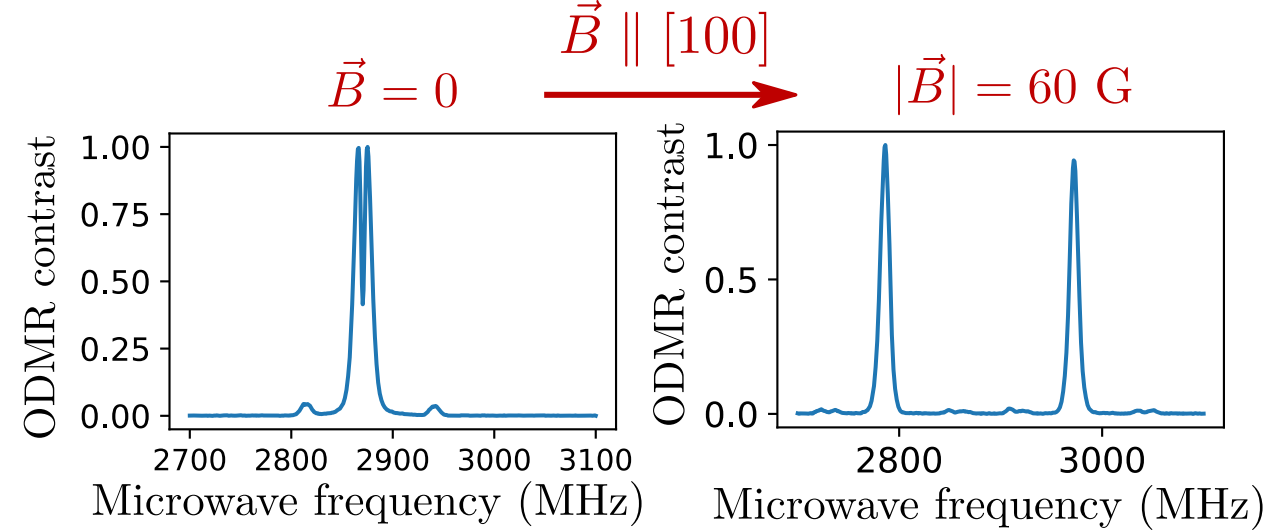 B⃗ ∥ [100]
B⃗ = 0
|B⃗| = 60 G
ODMR contrast
1.00
0.75
0.50
0.25
0.00
2700 2800 2900 3000 3100
Microwave frequency (MHz)
ODMR contrast
1.0
0.5
0.0
2800 3000
Microwave frequency (MHz)